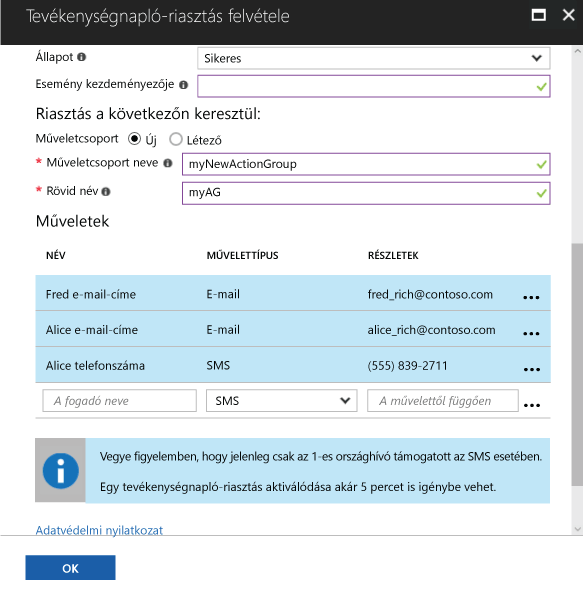 Tevékenységnapló-riasztás felvétele
Állapot Sikeres
Esemény kezdeményezője
Riasztás a következőn keresztül:
Műveletcsoport Új Létező
* Műveletcsoport neve myNewActionGroup
* Rövid név myAG
Műveletek
NÉV MŰVELETTÍPUS RÉSZLETEK
Fred e-mail-címe E-mail fred_rich@contoso.com ...
Alice e-mail-címe E-mail alice_rich@contoso.com ...
Alice telefonszáma SMS (555) 839-2711 ...
A fogadó neve SMS A művelettől függően ...
Vegye figyelemben, hogy jelenleg csak az 1-es országhívó támogatott az SMS esetében.
Egy tevékenységnapló-riasztás aktiválódása akár 5 percet is igénybe vehet.
Adatvédelmi nyilatkozat
OK